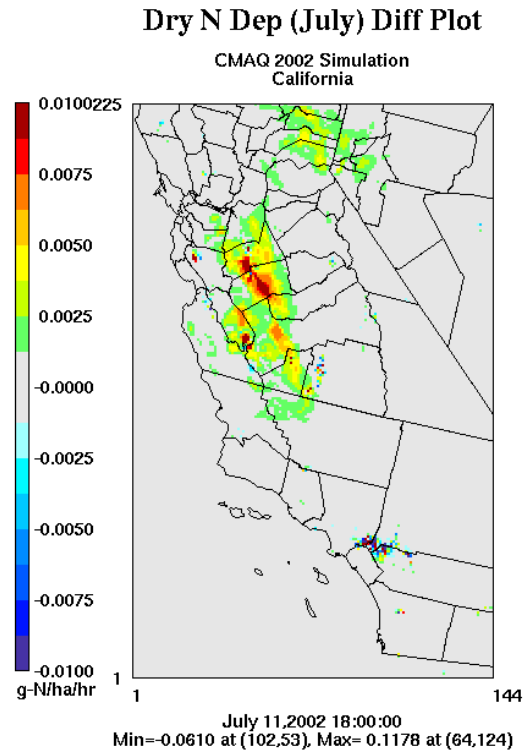 Dry N Dep (July) Diff Plot
CMAQ 2002 Simulation
California
0.0100225
0.0075
0.0050
0.0025
-0.0000
-0.0025
-0.0050
-0.0075
-0.0100
g-N/ha/hr
1
1
144
July 11,2002 18:00:00
Min=-0.0610 at (102,53), Max= 0.1178 at (64,124)